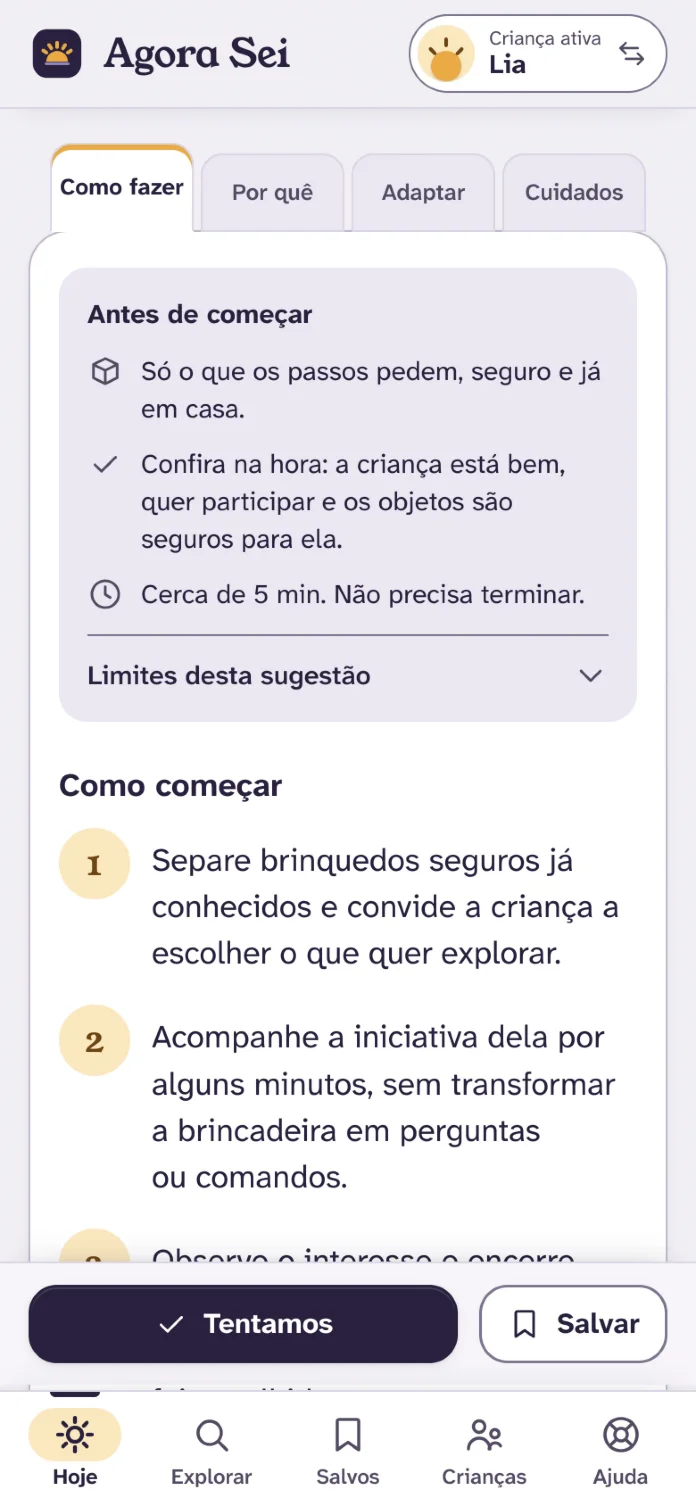 Agora Sei
Criança ativa
Lia
Como fazer
Por quê
Adaptar
Cuidados
Antes de começar
Só o que os passos pedem, seguro e já
em casa.
Confira na hora: a criança está bem,
quer participar e os objetos são
seguros para ela.
Cerca de 5 min. Não precisa terminar.
Limites desta sugestão
Como começar
1
Separe brinquedos seguros já
conhecidos e convide a criança a
escolher o que quer explorar.
2
Acompanhe a iniciativa dela por
alguns minutos, sem transformar
a brincadeira em perguntas
ou comandos.
Tentamos
Salvar
Hoje
Explorar
Salvos
Crianças
Ajuda